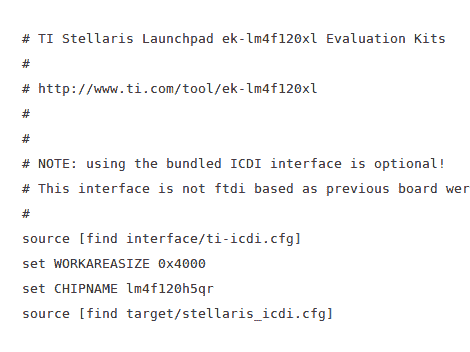 # TI Stellaris Launchpad ek-lm4f120xl Evaluation Kits
#
# http://www.ti.com/tool/ek-lm4f120xl
#
#
# NOTE: using the bundled ICDI interface is optional!
# This interface is not ftdi based as previous board wer
#
source [find interface/ti-icdi.cfg]
set WORKAREASIZE 0x4000
set CHIPNAME lm4f120h5qr
source [find target/stellaris_icdi.cfg]